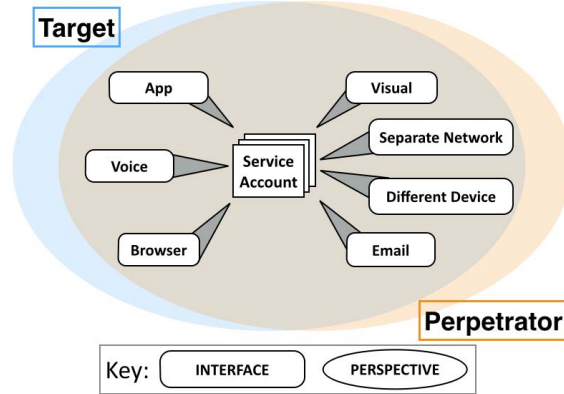 Target
App
Visual
Separate Network
Voice
Service
Account
Different Device
Browser
Email
Perpetrator
Key: INTERFACE PERSPECTIVE